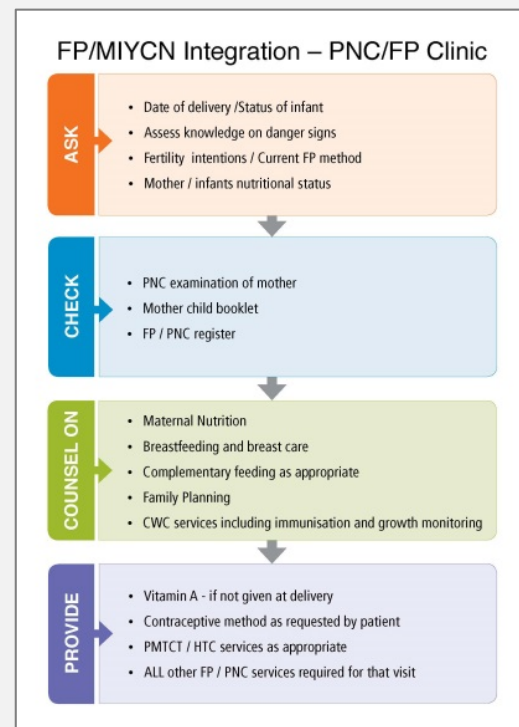 FP/MIYCN Integration – PNC/FP Clinic
ASK
• Date of delivery /Status of infant
• Assess knowledge on danger signs
• Fertility intentions / Current FP method
• Mother / infants nutritional status
CHECK
• PNC examination of mother
• Mother child booklet
• FP / PNC register
COUNSEL ON
• Maternal Nutrition
• Breastfeeding and breast care
• Complementary feeding as appropriate
• Family Planning
• CWC services including immunisation and growth monitoring
PROVIDE
• Vitamin A - if not given at delivery
• Contraceptive method as requested by patient
• PMTCT / HTC services as appropriate
• ALL other FP / PNC services required for that visit